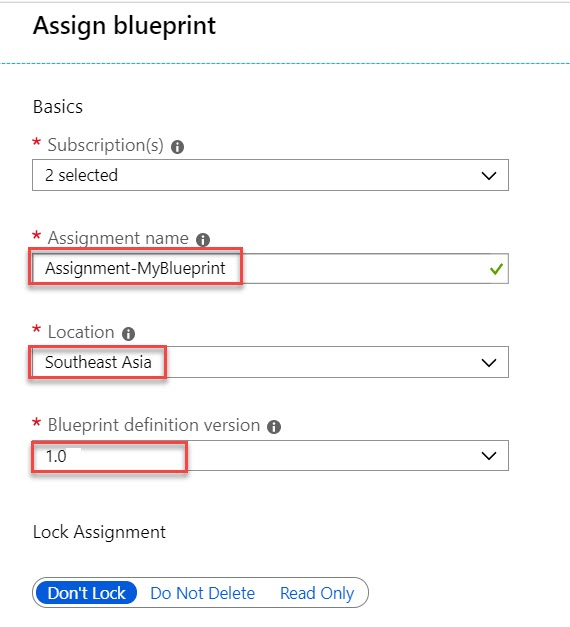 Assign blueprint
Basics
* Subscription(s)
2 selected
* Assignment name
Assignment-MyBlueprint
* Location
Southeast Asia
* Blueprint definition version
1.0
Lock Assignment
Don't Lock Do Not Delete Read Only